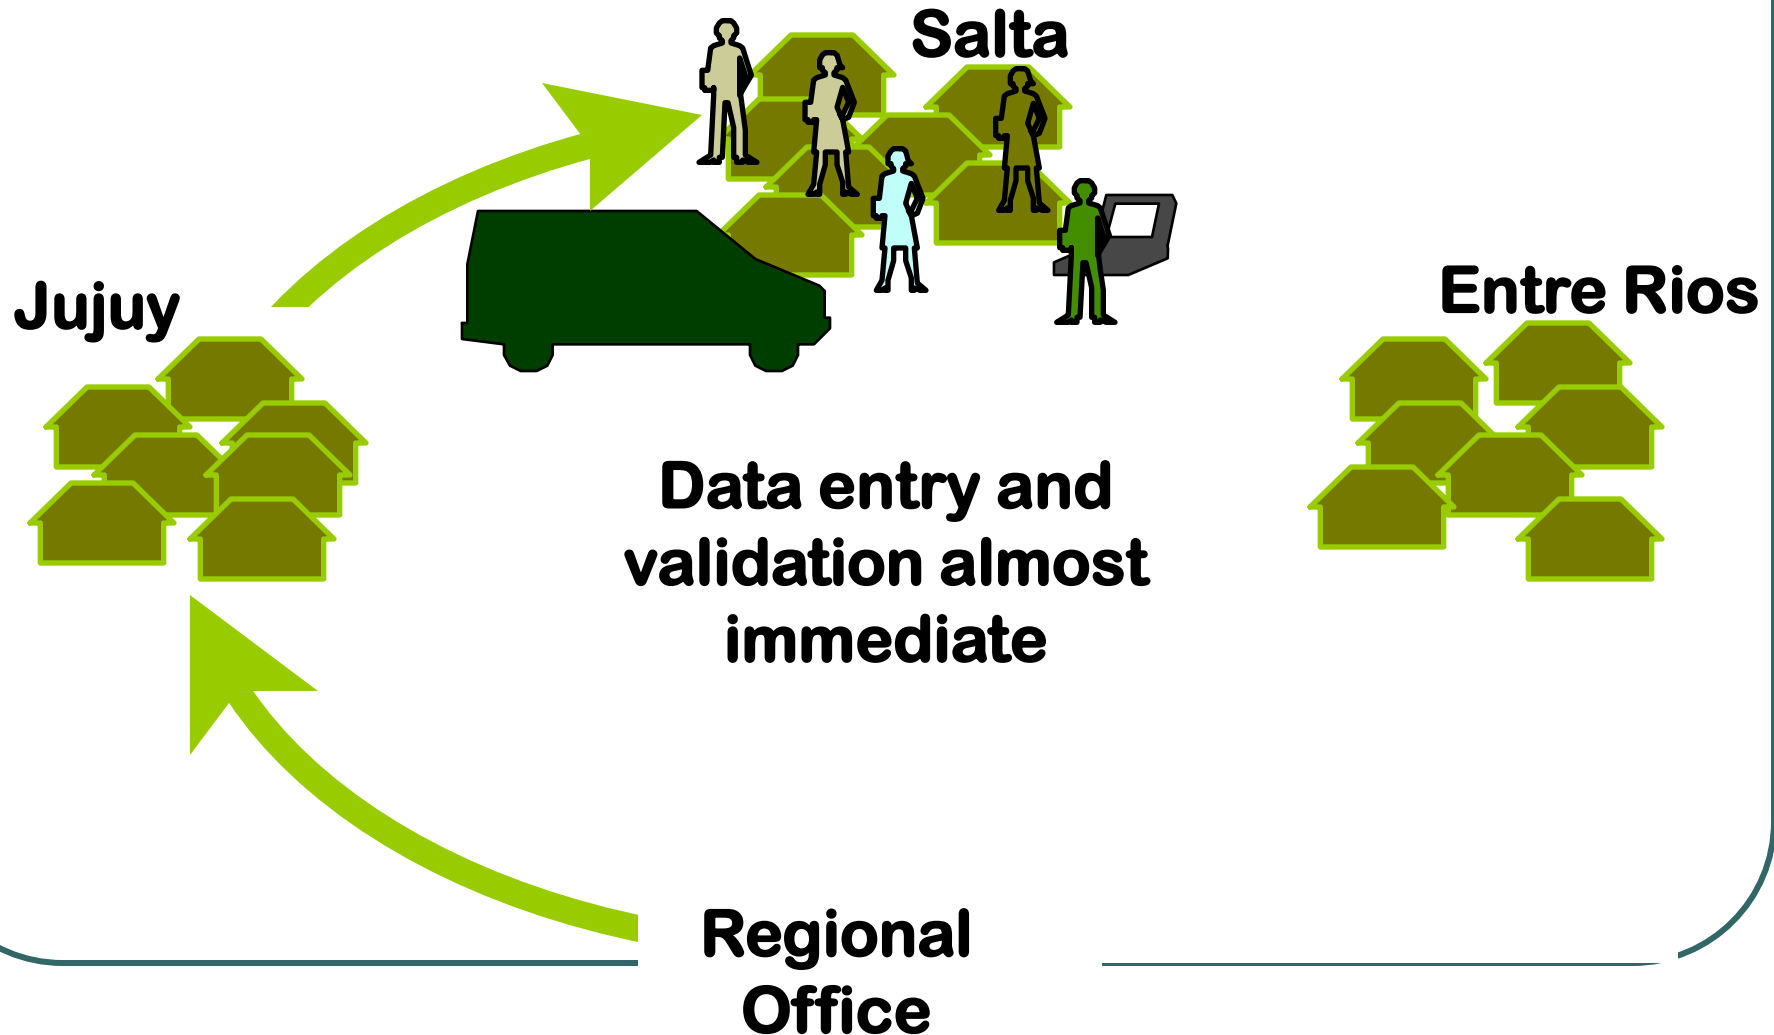 Salta
Jujuy
Entre Rios
Data entry and
validation almost
immediate
Regional
Office